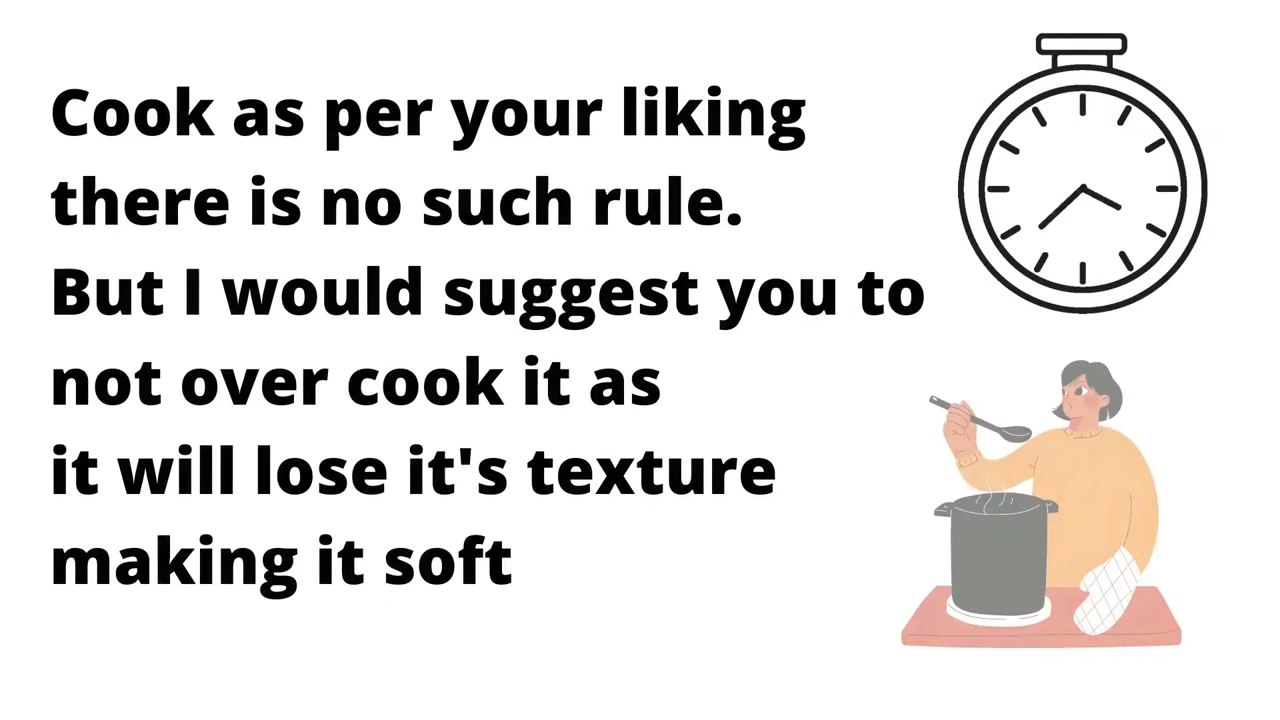 Cook as per your liking
there is no such rule.
But I would suggest you to
not over cook it as
it will lose it's texture
making it soft